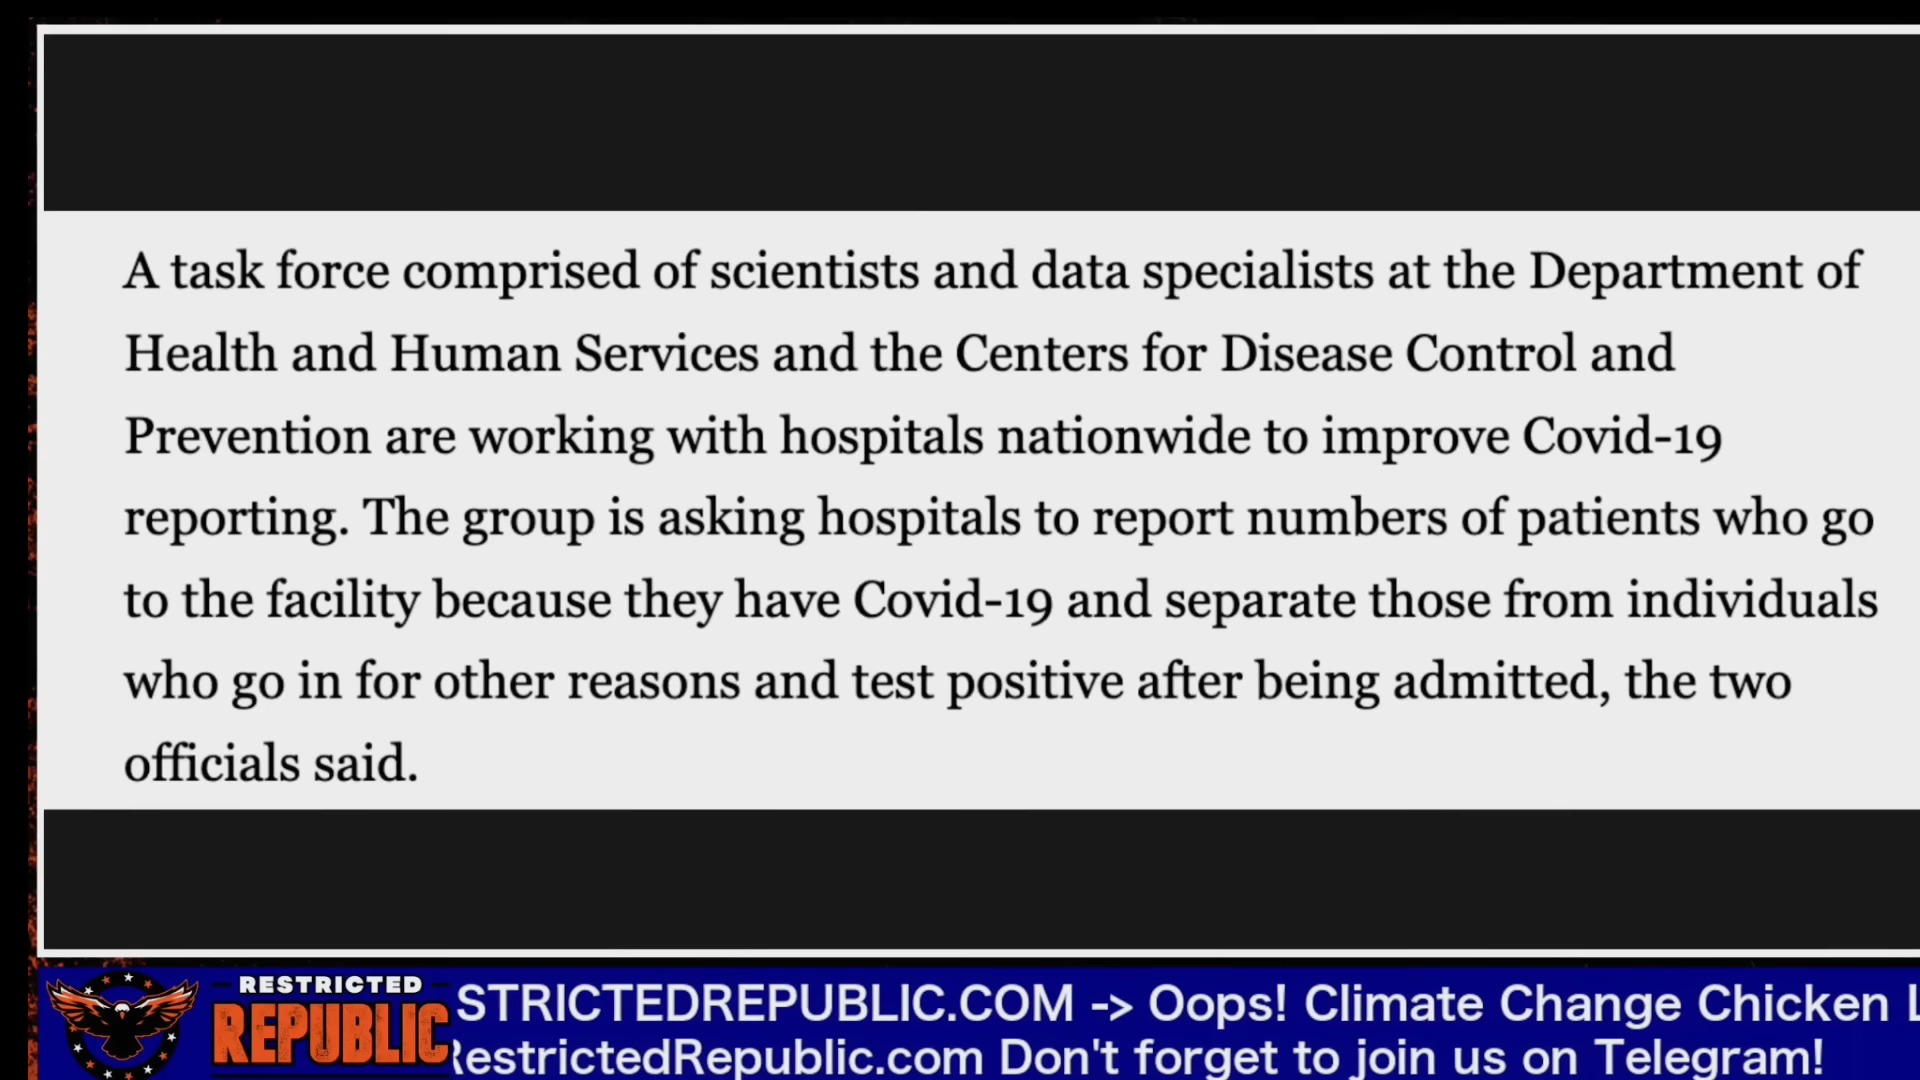 A task force comprised of scientists and data specialists at the Department of
Health and Human Services and the Centers for Disease Control and
Prevention are working with hospitals nationwide to improve Covid-19
reporting. The group is asking hospitals to report numbers of patients who go
to the facility because they have Covid-19 and separate those from individuals
who go in for other reasons and test positive after being admitted, the two
officials said.
RESTRICTED
REPUBLIC
STRICTEDREPUBLIC.COM -> Oops! Climate Change Chicken L
RestrictedRepublic.com Don't forget to join us on Telegram!